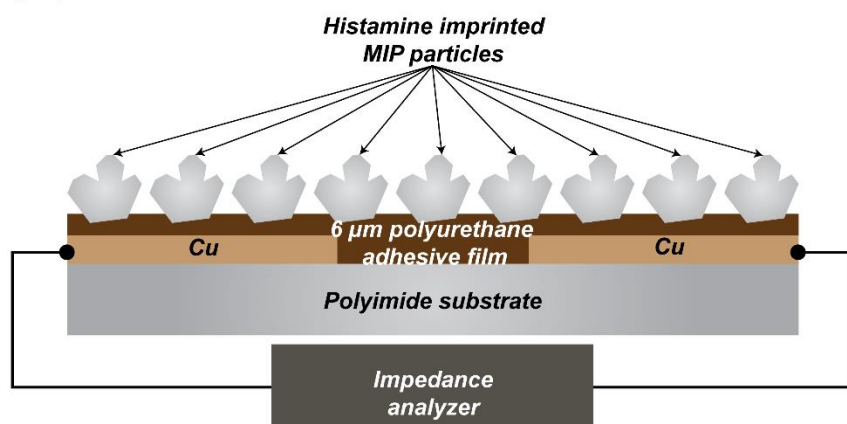 Histamine imprinted
MIP particles
6 μm polyurethane
adhesive film
Cu
Cu
Polyimide substrate
Impedance
analyzer